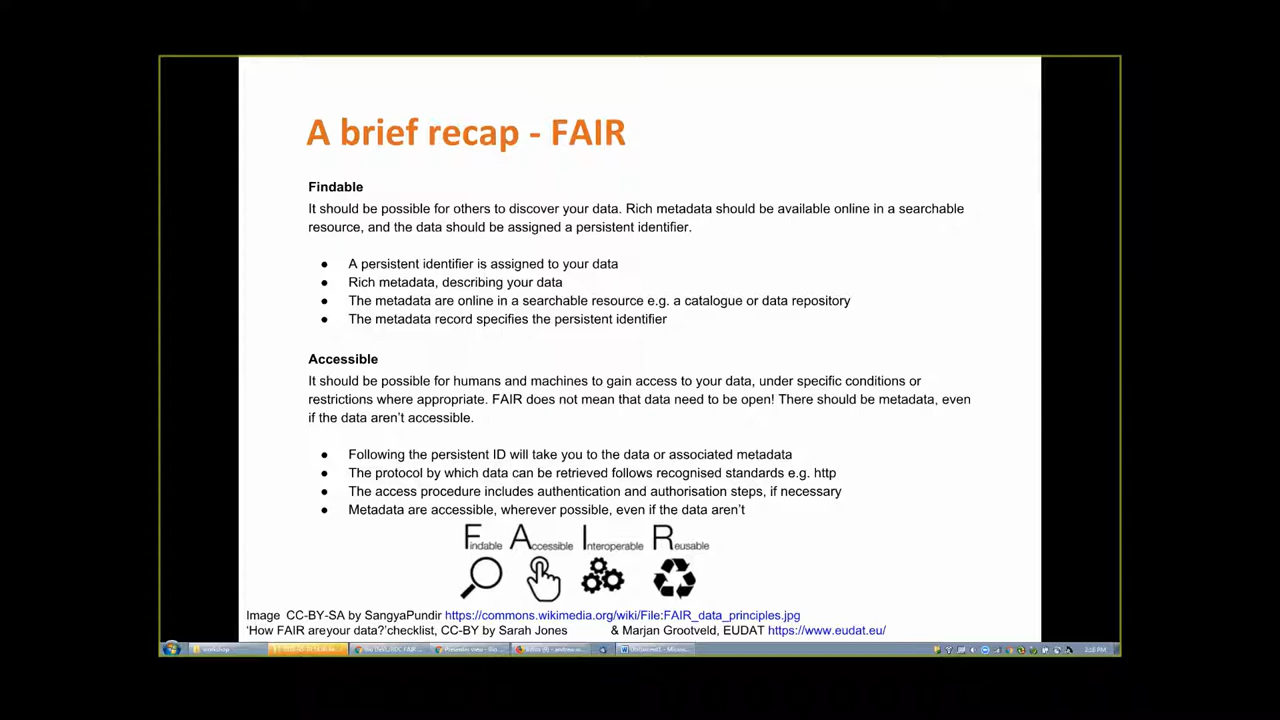 A brief recap - FAIR
Findable
It should be possible for others to discover your data. Rich metadata should be available online in a searchable
resource, and the data should be assigned a persistent identifier.
● A persistent identifier is assigned to your data
● Rich metadata, describing your data
● The metadata are online in a searchable resource e.g. a catalogue or data repository
● The metadata record specifies the persistent identifier
Accessible
It should be possible for humans and machines to gain access to your data, under specific conditions or
restrictions where appropriate. FAIR does not mean that data need to be open! There should be metadata, even
if the data aren't accessible.
● Following the persistent ID will take you to the data or associated metadata
● The protocol by which data can be retrieved follows recognised standards e.g. http
● The access procedure includes authentication and authorisation steps, if necessary
● Metadata are accessible, wherever possible, even if the data aren't
Findable Accessible Interoperable Reusable
Image CC-BY-SA by SangyaPundir https://commons.wikimedia.org/wiki/File:FAIR_data_principles.jpg
'How FAIR areyour data?'checklist, CC-BY by Sarah Jones & Marjan Grootveld, EUDAT https://www.eudat.eu/
workshop